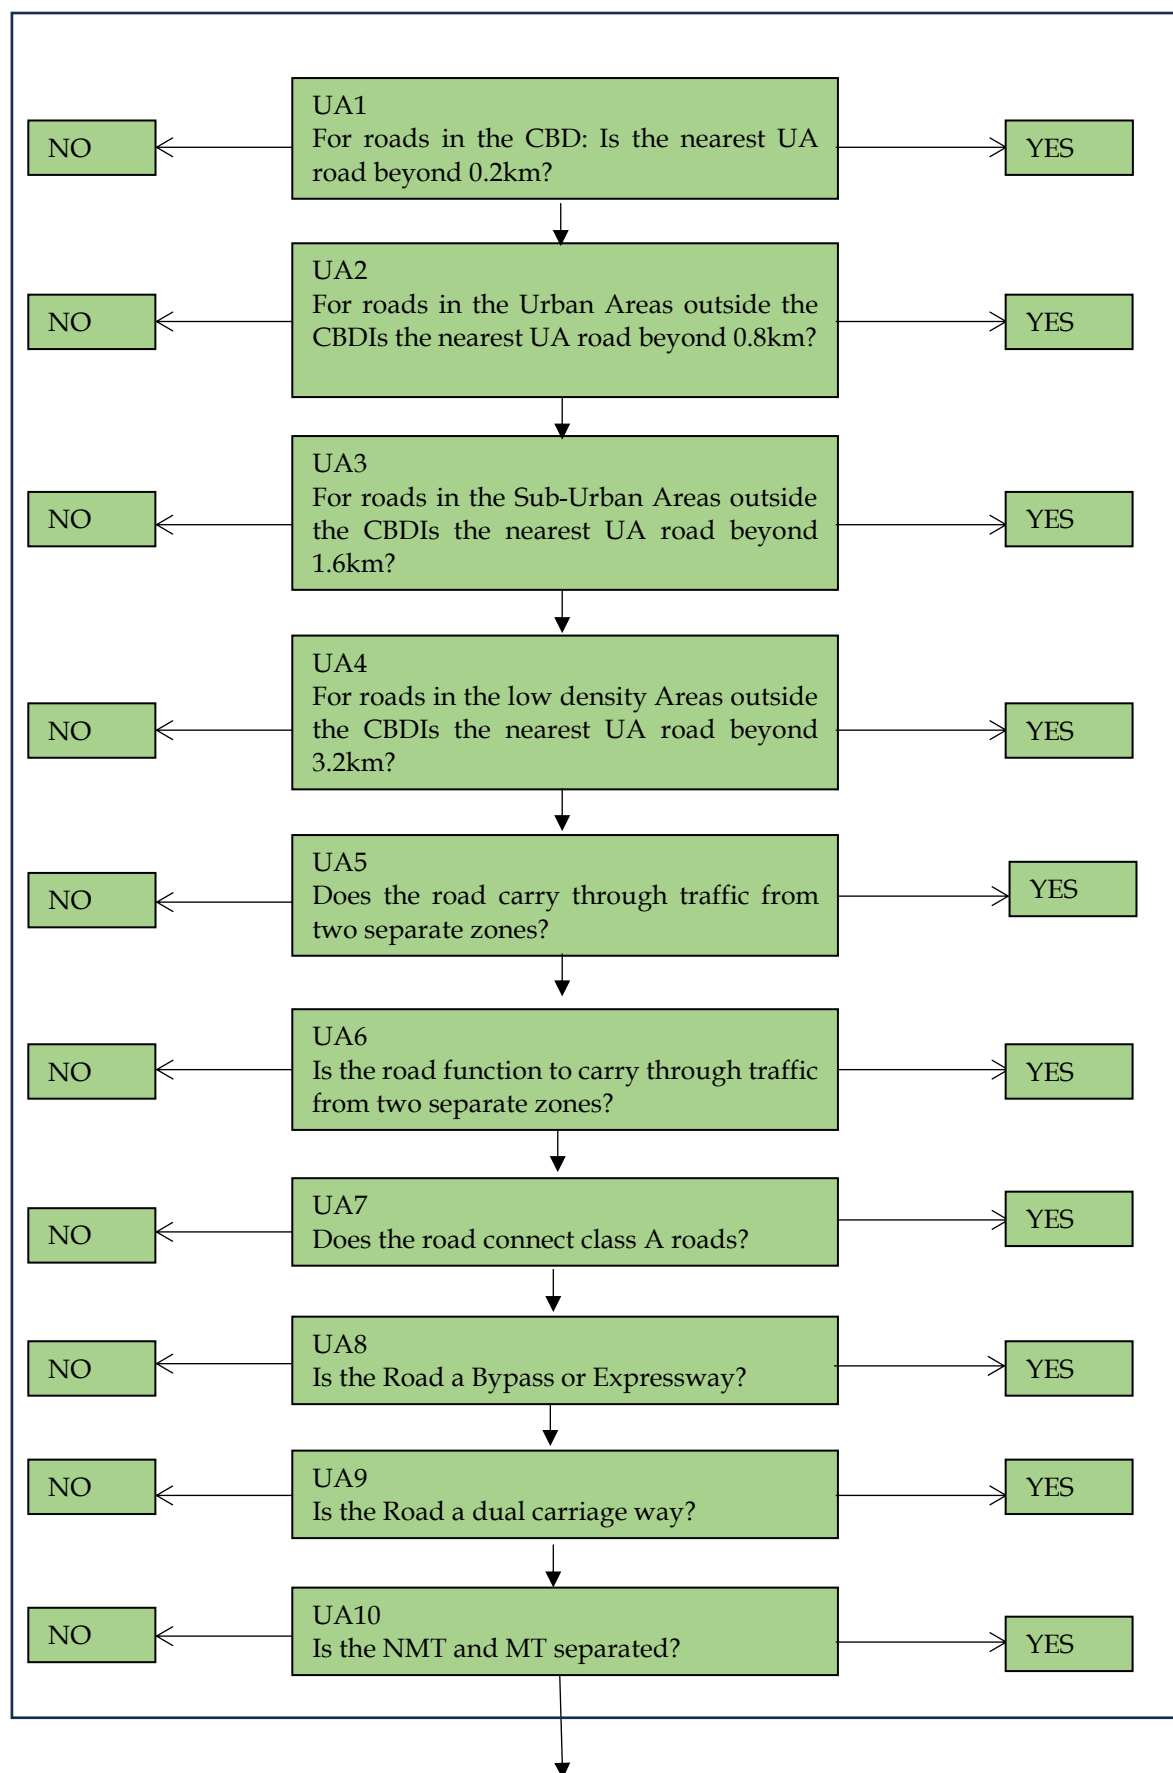 UA1
For roads in the CBD: Is the nearest UA
road beyond 0.2km?
NO
YES
UA2
For roads in the Urban Areas outside the
CBDIs the nearest UA road beyond 0.8km?
NO
YES
UA3
For roads in the Sub-Urban Areas outside
the CBDIs the nearest UA road beyond
1.6km?
NO
YES
UA4
For roads in the low density Areas outside
the CBDIs the nearest UA road beyond
3.2km?
NO
YES
UA5
Does the road carry through traffic from
two separate zones?
NO
YES
UA6
Is the road function to carry through traffic
from two separate zones?
NO
YES
UA7
Does the road connect class A roads?
NO
YES
UA8
Is the Road a Bypass or Expressway?
NO
YES
UA9
Is the Road a dual carriage way?
NO
YES
UA10
Is the NMT and MT separated?
NO
YES